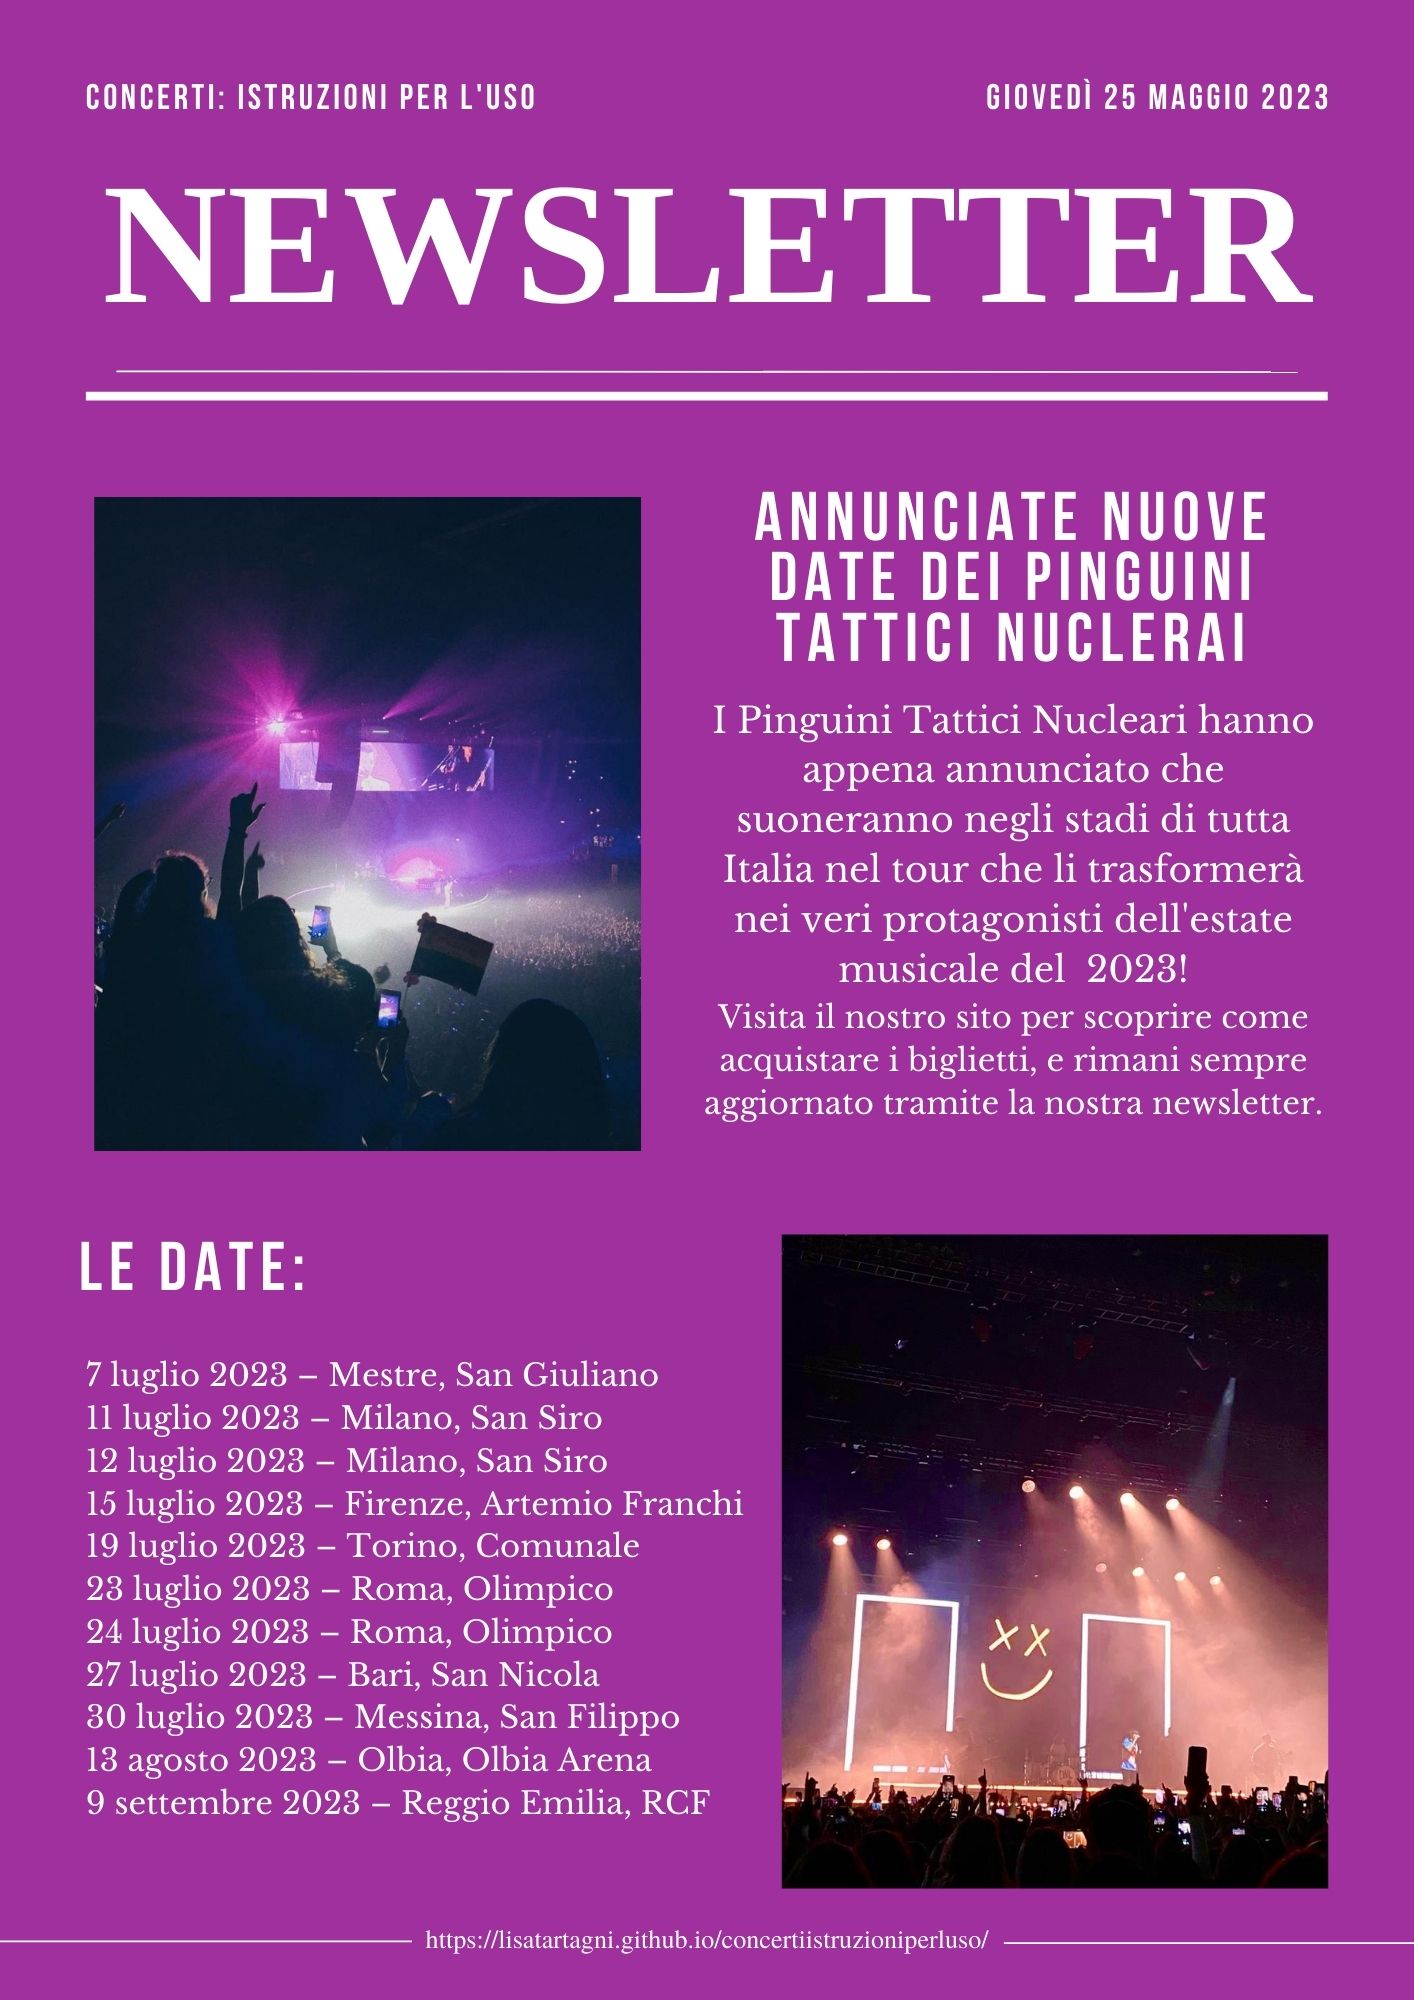 CONCERTI: ISTRUZIONI PER L'USO
GIOVEDÌ 25 MAGGIO 2023
NEWSLETTER
ANNUNCIATE NUOVE
DATE DEI PINGUINI
TATTICI NUCLERAI
I Pinguini Tattici Nucleari hanno
appena annunciato che
suoneranno negli stadi di tutta
Italia nel tour che li trasformerà
nei veri protagonisti dell'estate
musicale del  2023!
Visita il nostro sito per scoprire come
acquistare i biglietti, e rimani sempre
aggiornato tramite la nostra newsletter.
LE DATE:
7 luglio 2023 – Mestre, San Giuliano
11 luglio 2023 – Milano, San Siro
12 luglio 2023 – Milano, San Siro
15 luglio 2023 – Firenze, Artemio Franchi
19 luglio 2023 – Torino, Comunale
23 luglio 2023 – Roma, Olimpico
24 luglio 2023 – Roma, Olimpico
27 luglio 2023 – Bari, San Nicola
30 luglio 2023 – Messina, San Filippo
13 agosto 2023 – Olbia, Olbia Arena
9 settembre 2023 – Reggio Emilia, RCF
https://lisatartagni.github.io/concertiistruzioniperluso/